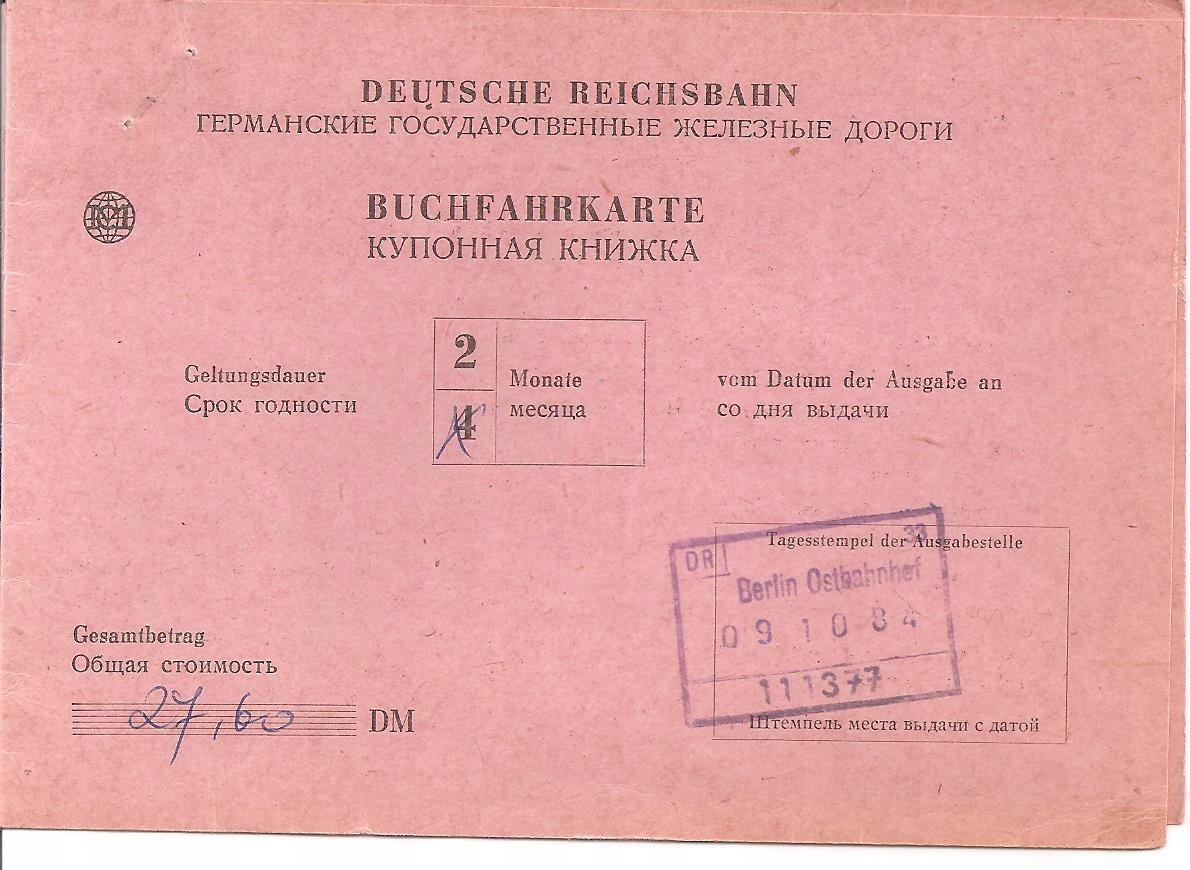 DEUTSCHE REICHSBAHN
ГЕРМАНСКИЕ ГОСУДАРСТВЕННЫЕ ЖЕЛЕЗНЫЕ ДОРОГИ
BUCHFAHRKARTE
КУПОННАЯ КНИЖКА
Geltungsdauer
Срок годности
2
4
Monate
месяца
vom Datum der Ausgabe an
со дня выдачи
Tagesstempel der Ausgabestelle
33
DR
Berlin Ostbahnhof
09 10 84
111377
Штемпель места выдачи с датой
Gesamtbetrag
Общая стоимость
27,60 DM